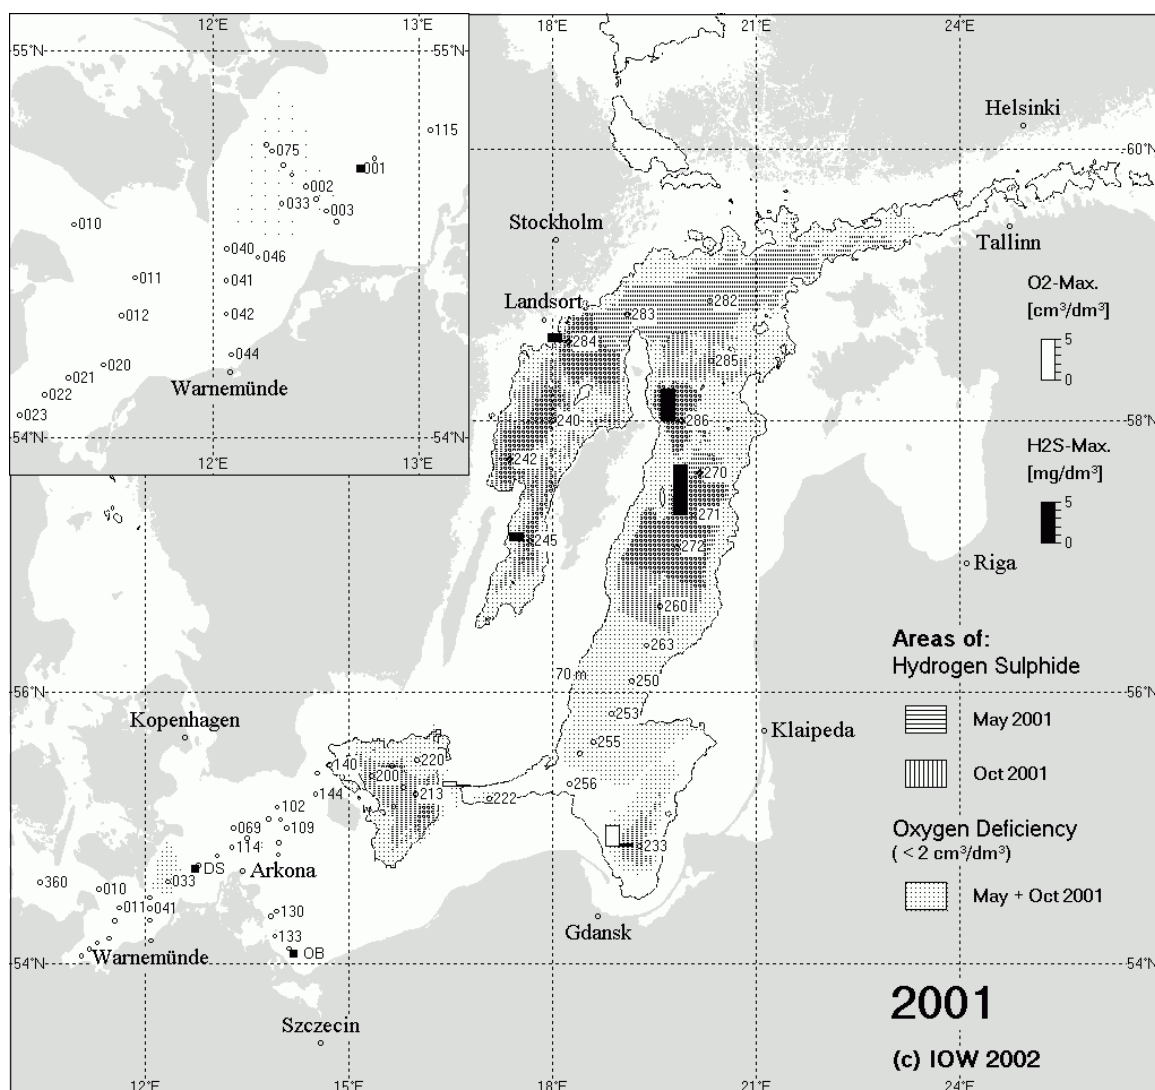 12°E
13°E
55°N
55°N
115
075
001
002
033
003
010
040
046
011
041
012
042
044
020
021
022
023
Warnemünde
54°N
54°N
12°E
13°E
18°E
21°E
24°E
Helsinki
60°N
Stockholm
Tallinn
282
283
284
285
Landsort
O2-Max.
[cm³/dm³]
5
0
240
286
58°N
242
270
H2S-Max.
[mg/dm³]
5
0
271
245
272
Riga
260
263
Areas of:
Hydrogen Sulphide
70 m
250
56°N
56°N
253
May 2001
Kopenhagen
Klaipeda
255
140
220
200
Oct 2001
256
144
213
222
102
069
109
Oxygen Deficiency
( < 2 cm³/dm³)
114
233
DS
Arkona
033
360
010
May + Oct 2001
011
041
130
Gdansk
133
OB
Warnemünde
54°N
54°N
2001
Szczecin
(c) IOW 2002
12°E
15°E
18°E
21°E
24°E